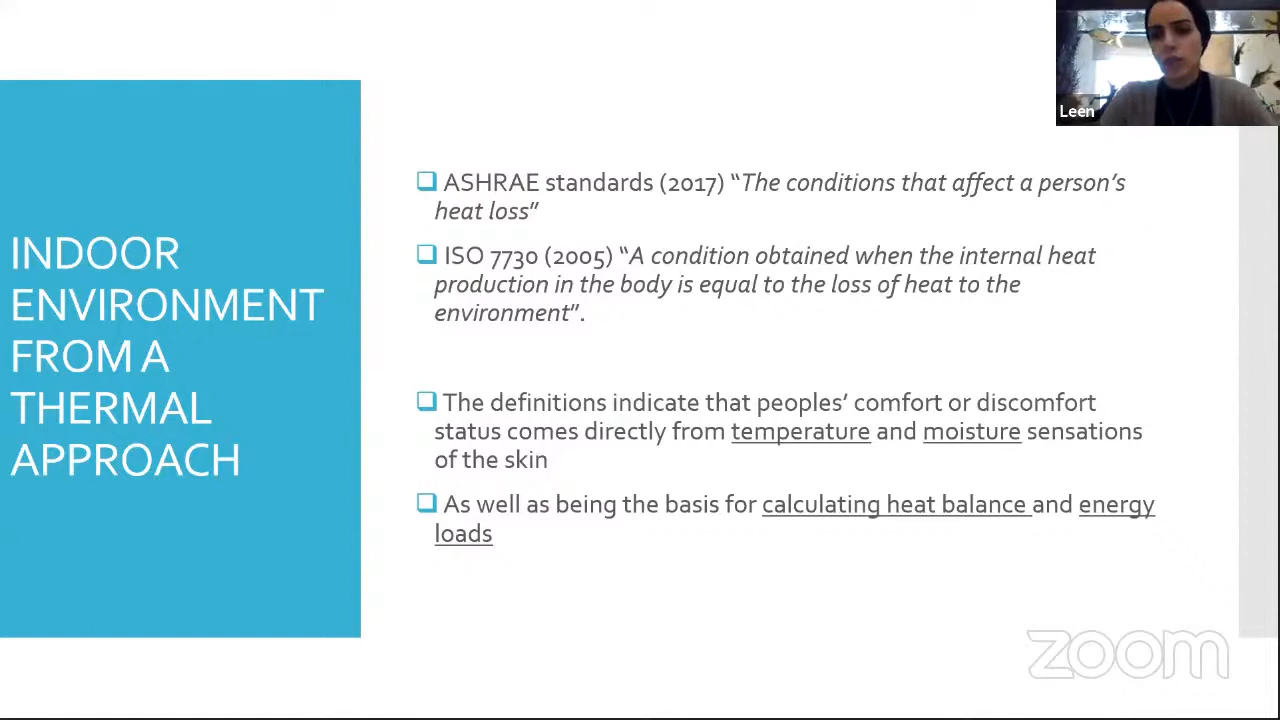 Leen
INDOOR
ENVIRONMENT
FROM A
THERMAL
APPROACH
ASHRAE standards (2017) “The conditions that affect a person’s
heat loss”
ISO 7730 (2005) “A condition obtained when the internal heat
production in the body is equal to the loss of heat to the
environment”.
The definitions indicate that peoples’ comfort or discomfort
status comes directly from temperature and moisture sensations
of the skin
As well as being the basis for calculating heat balance and energy
loads
zoom